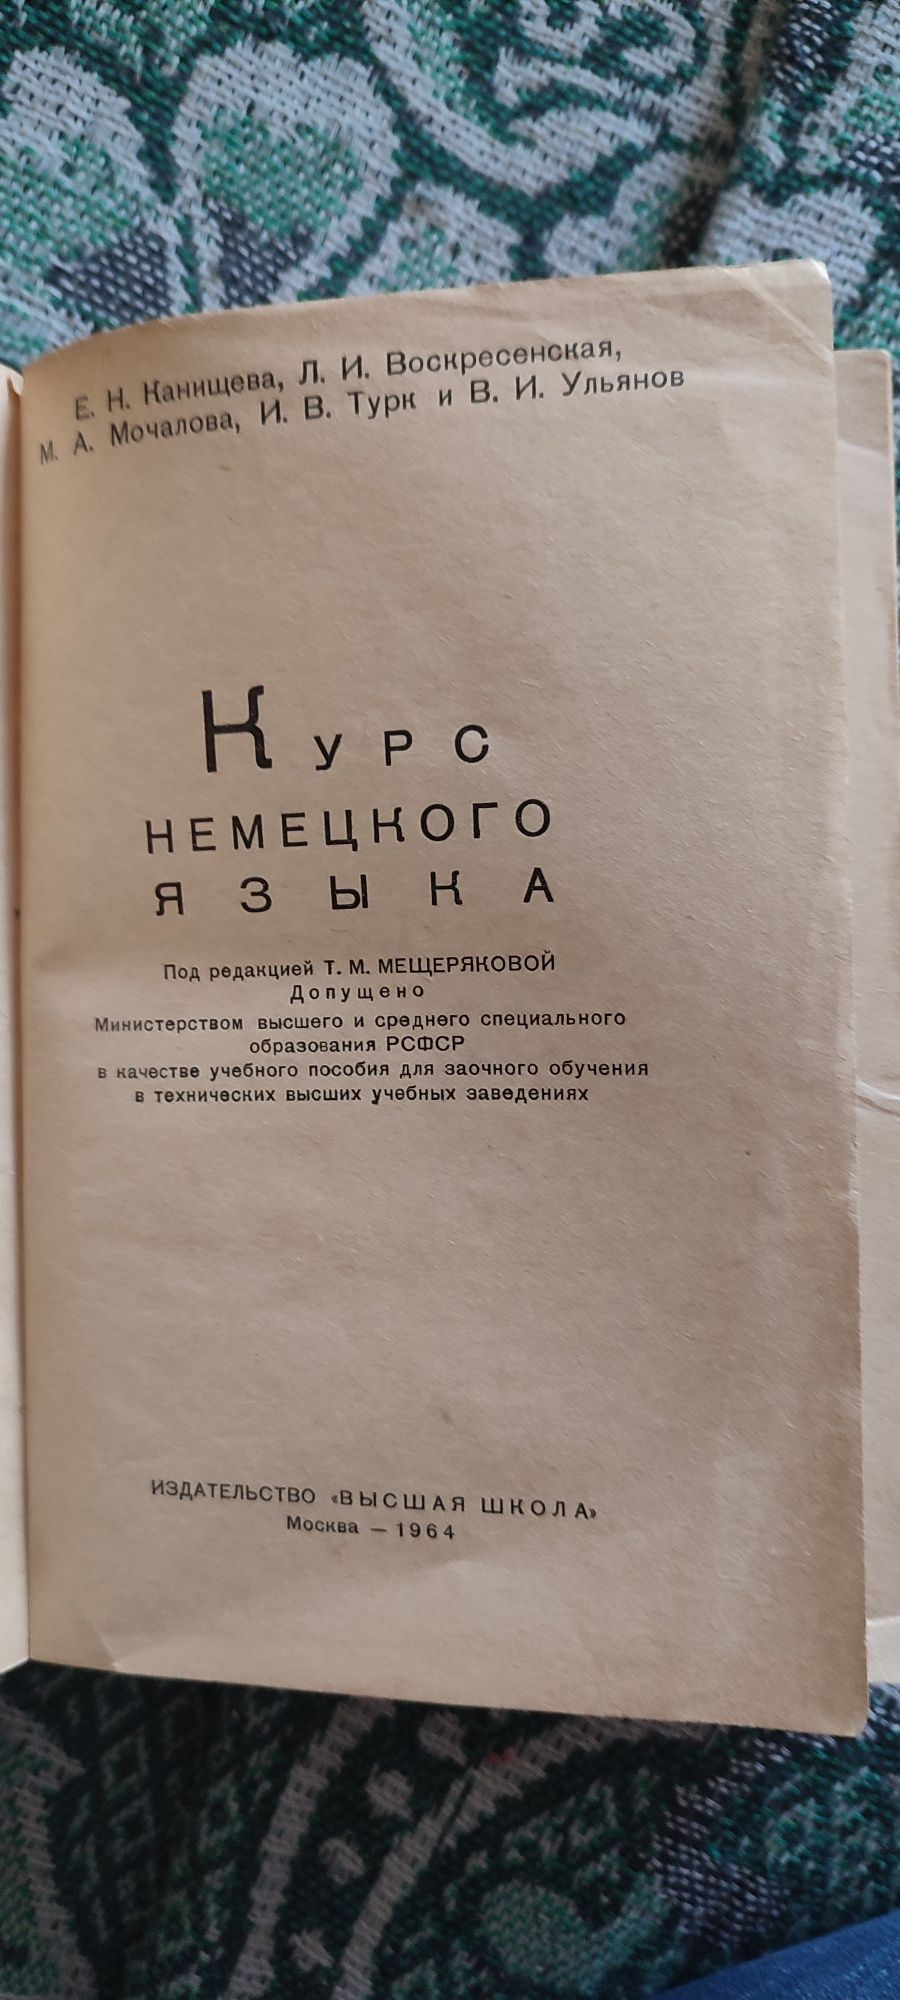 Е. Н. Канищева, Л. И. Воскресенская,
М. А. Мочалова, И. В. Турк и В. И. Ульянов
Курс
НЕМЕЦКОГО
ЯЗЫКА
Под редакцией Т. М. МЕЩЕРЯКОВОЙ
Допущено
Министерством высшего и среднего специального
образования РСФСР
в качестве учебного пособия для заочного обучения
в технических высших учебных заведениях
ИЗДАТЕЛЬСТВО «ВЫСШАЯ ШКОЛА»
Москва — 1964